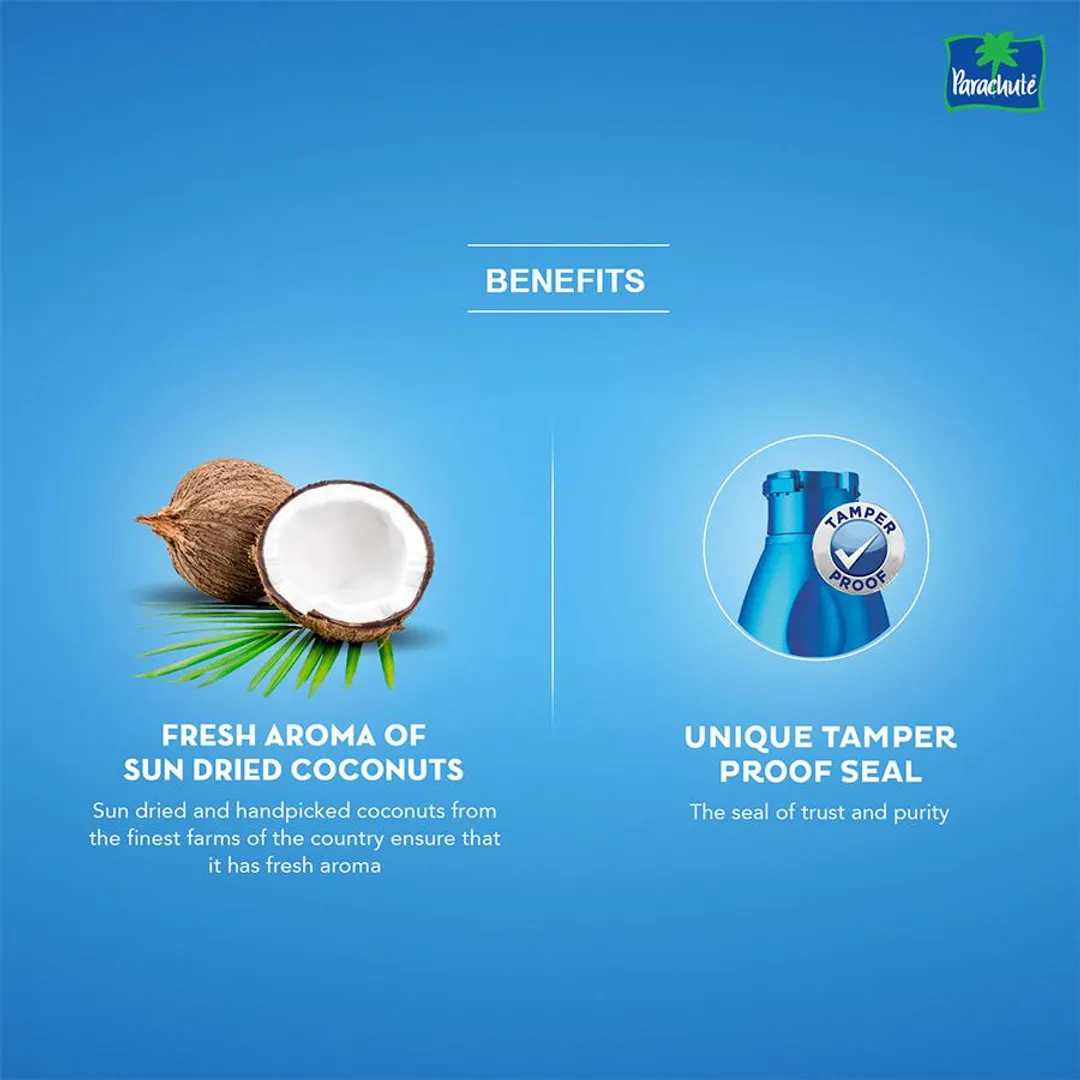 Parachute
BENEFITS
TAMPER
PROOF
FRESH AROMA OF
SUN DRIED COCONUTS
Sun dried and handpicked coconuts from
the finest farms of the country ensure that
it has fresh aroma
UNIQUE TAMPER
PROOF SEAL
The seal of trust and purity